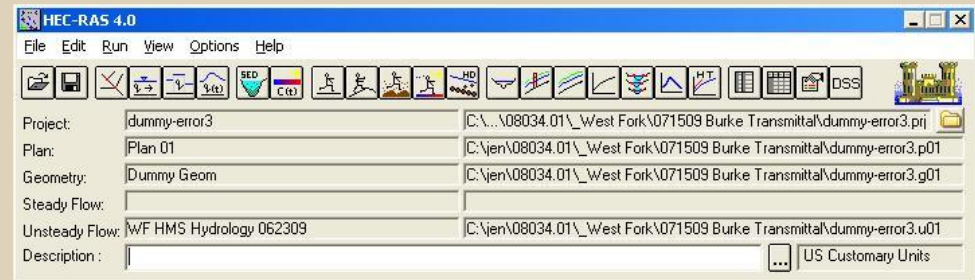 HEC-RAS 4.0
File Edit Run View Options Help
SED C(t) HD HT DSS
Project: dummy-error3 C:\...\08034.01\_West Fork\071509 Burke Transmittal\dummy-error3.prj
Plan: Plan 01 C:\jen\08034.01\_West Fork\071509 Burke Transmittal\dummy-error3.p01
Geometry: Dummy Geom C:\jen\08034.01\_West Fork\071509 Burke Transmittal\dummy-error3.g01
Steady Flow:
Unsteady Flow: WF HMS Hydrology 062309 C:\jen\08034.01\_West Fork\071509 Burke Transmittal\dummy-error3.u01
Description : ... US Customary Units